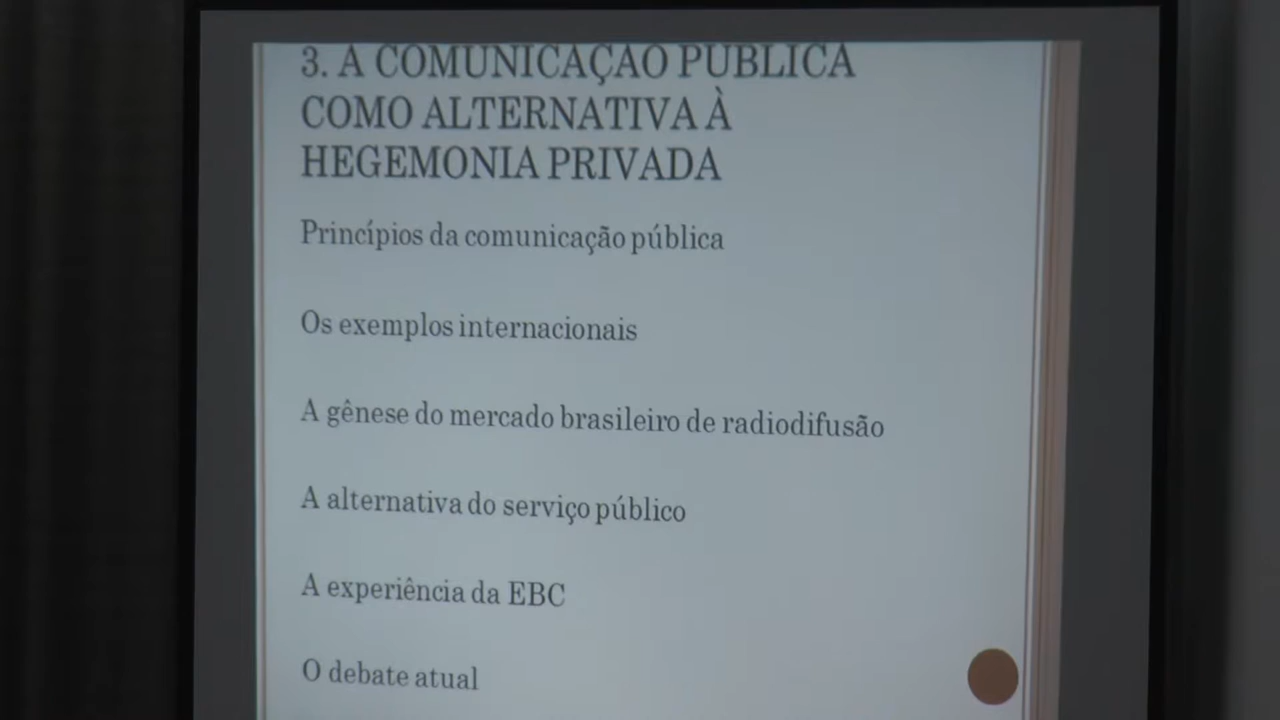 3. A COMUNICAÇÃO PÚBLICA
COMO ALTERNATIVA À
HEGEMONIA PRIVADA
Princípios da comunicação pública
Os exemplos internacionais
A gênese do mercado brasileiro de radiodifusão
A alternativa do serviço público
A experiência da EBC
O debate atual